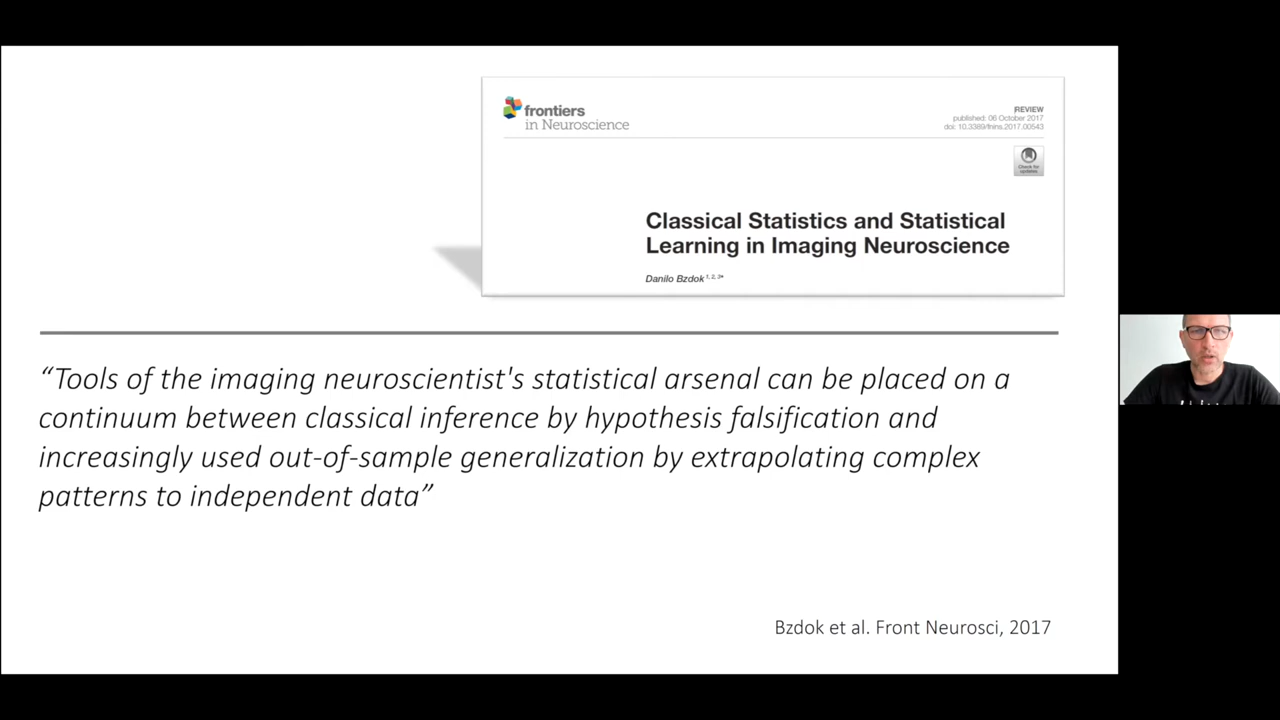 frontiers
in Neuroscience
REVIEW
published: 06 October 2017
doi: 10.3389/fnins.2017.00543
Check for
updates
Classical Statistics and Statistical
Learning in Imaging Neuroscience
Danilo Bzdok 1, 2, 3*
“Tools of the imaging neuroscientist's statistical arsenal can be placed on a
continuum between classical inference by hypothesis falsification and
increasingly used out-of-sample generalization by extrapolating complex
patterns to independent data”
Bzdok et al. Front Neurosci, 2017